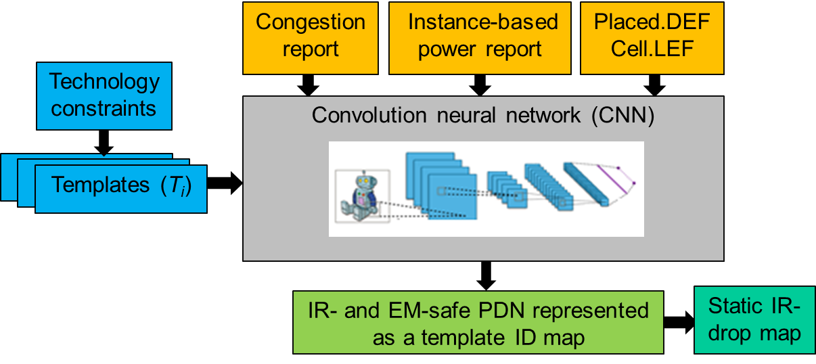 Congestion
report
Instance-based
power report
Placed.DEF
Cell.LEF
Technology
constraints
Convolution neural network (CNN)
Templates (Ti)
IR- and EM-safe PDN represented
as a template ID map
Static IR-
drop map